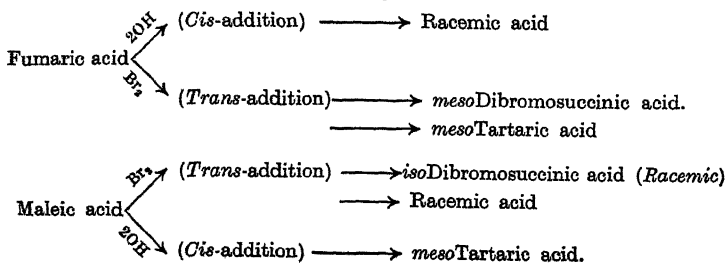 2OH (Cis-addition) Racemic acid
Fumaric acid
Br₂ (Trans-addition) mesoDibromosuccinic acid.
mesoTartaric acid
Br₂ (Trans-addition) isoDibromosuccinic acid (Racemic)
Racemic acid
Maleic acid
2OH (Cis-addition) mesoTartaric acid.